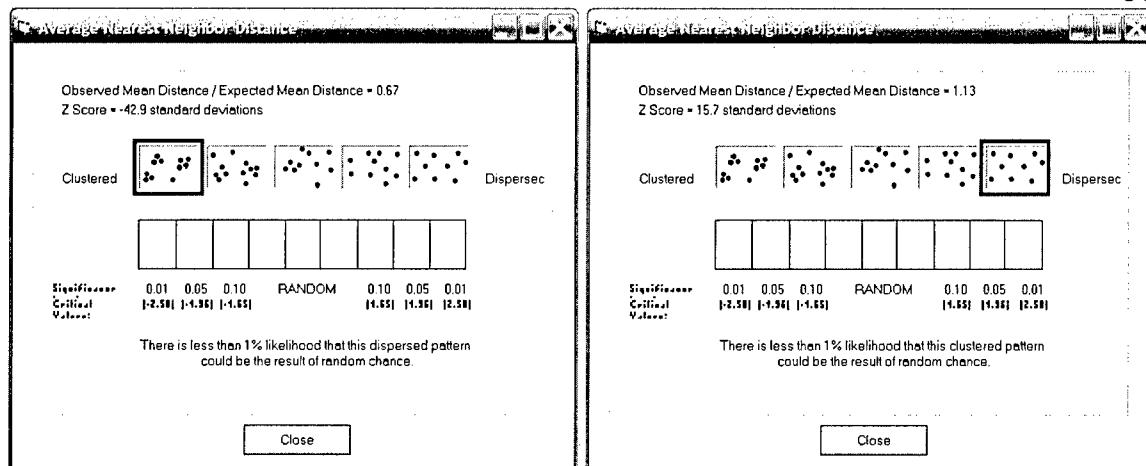 Average Nearest Neighbor Distance
Observed Mean Distance / Expected Mean Distance = 0.67
Z Score = -42.9 standard deviations
Clustered
Dispersec
Significance
0.01 0.05 0.10 RANDOM 0.10 0.05 0.01
Critical
Values:
|-2.58| |-1.96| |-1.65| |1.65| |1.96| |2.58|
There is less than 1% likelihood that this dispersed pattern
could be the result of random chance.
Close
Average Nearest Neighbor Distance
Observed Mean Distance / Expected Mean Distance = 1.13
Z Score = 15.7 standard deviations
Clustered
Dispersec
Significance
0.01 0.05 0.10 RANDOM 0.10 0.05 0.01
Critical
Values:
|-2.58| |-1.96| |-1.65| |1.65| |1.96| |2.58|
There is less than 1% likelihood that this clustered pattern
could be the result of random chance.
Close